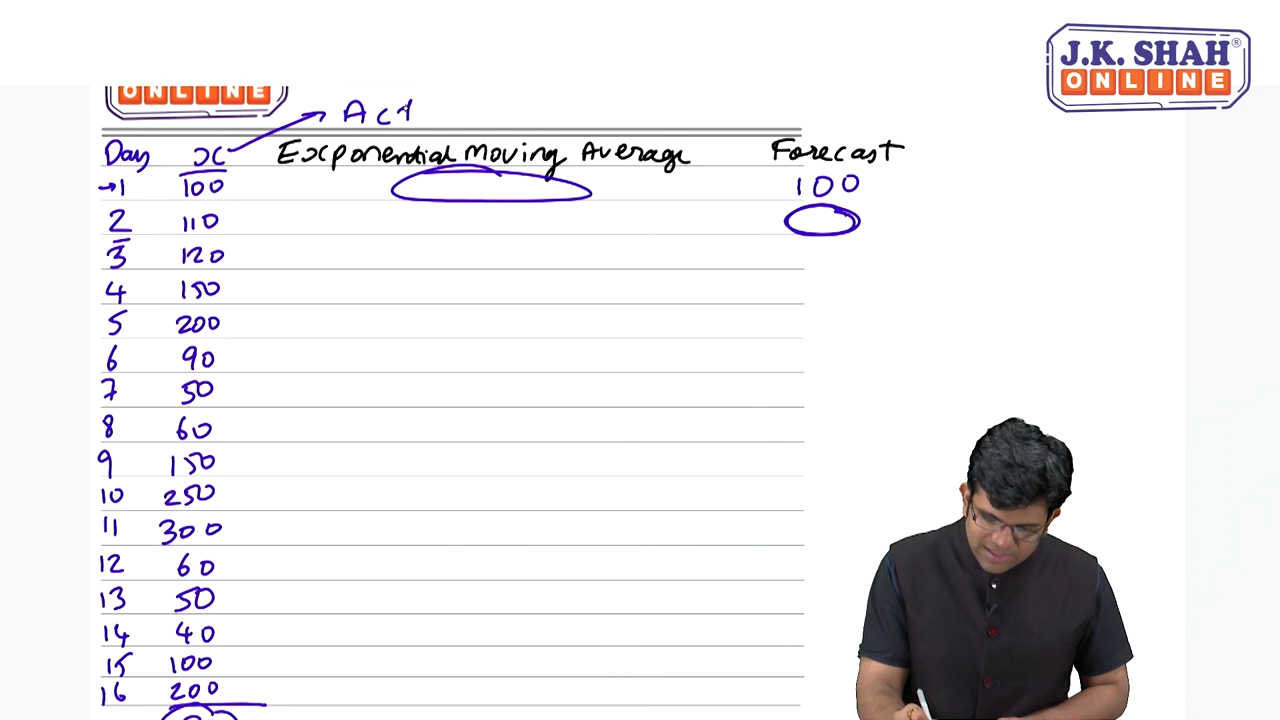 J.K. SHAH®
ONLINE
ONLINE
Act
Day x Exponential Moving Average Forecast
→1 100 100
2 110
3 120
4 150
5 200
6 90
7 50
8 60
9 150
10 250
11 300
12 60
13 50
14 40
15 100
16 200